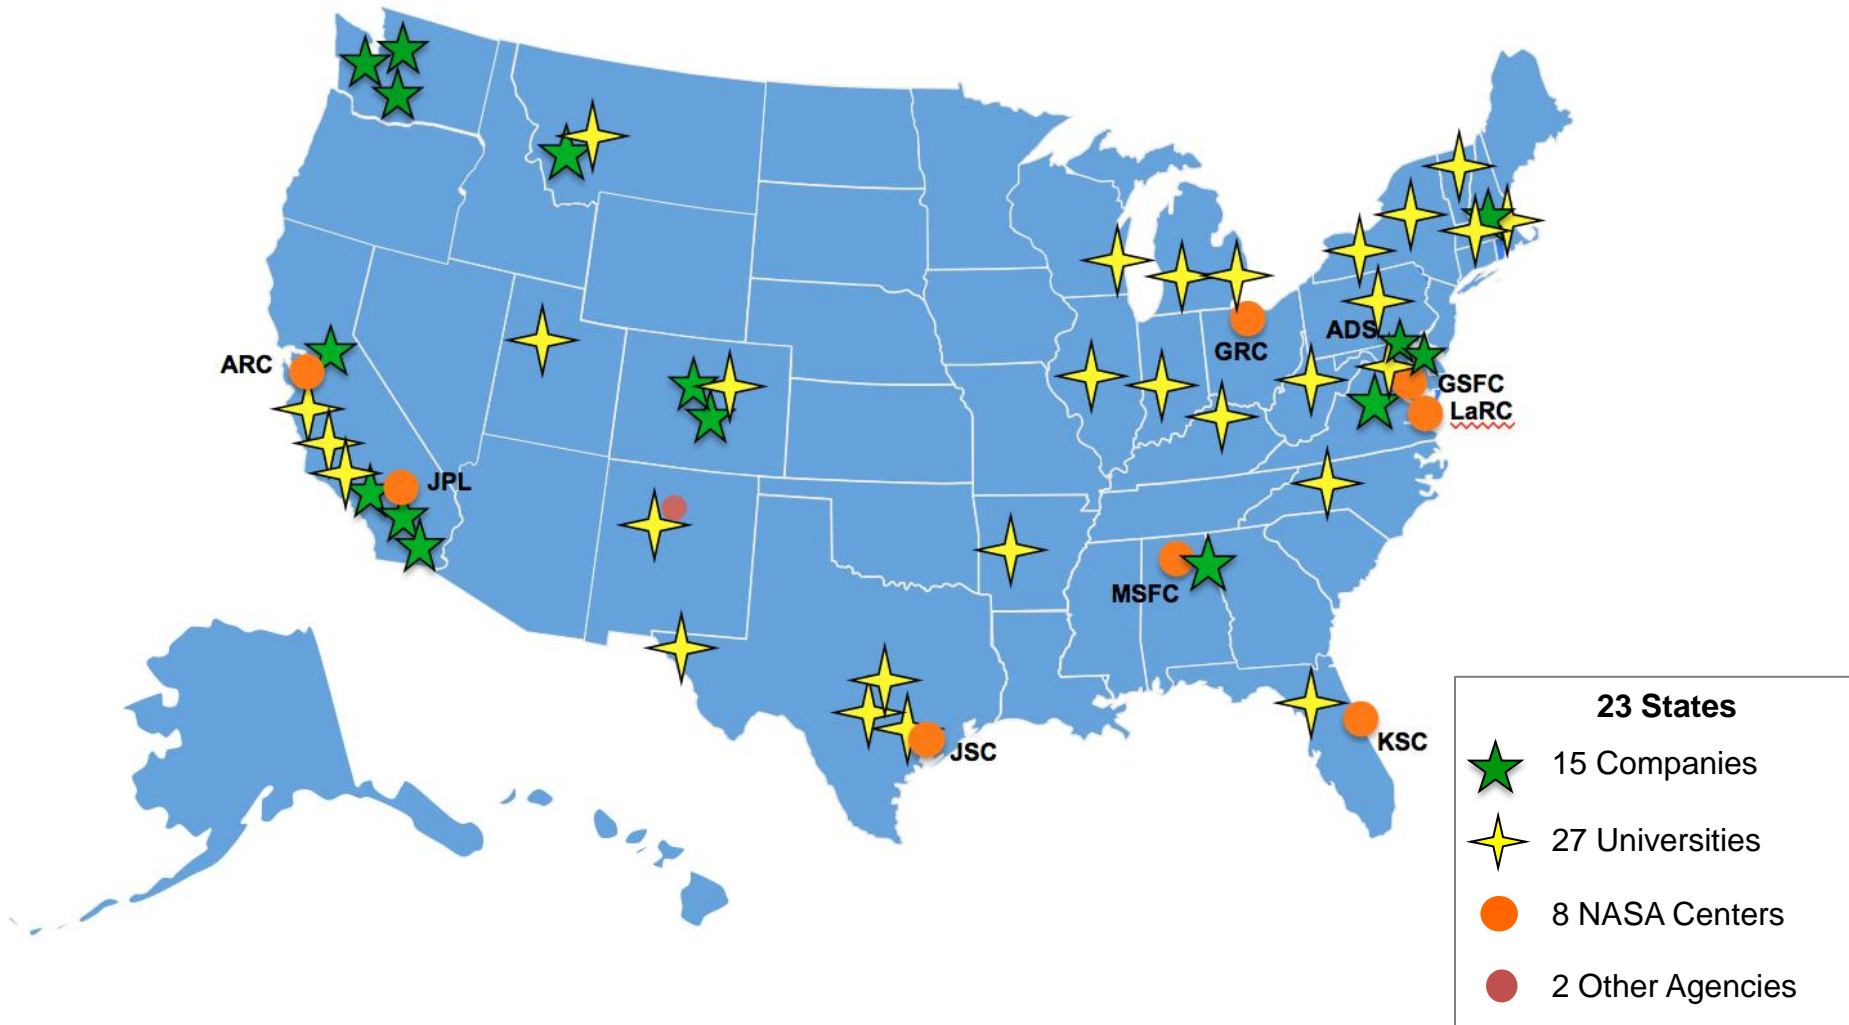 ARC
JPL
GRC
ADS
GSFC
LaRC
MSFC
JSC
KSC
23 States
15 Companies
27 Universities
8 NASA Centers
2 Other Agencies